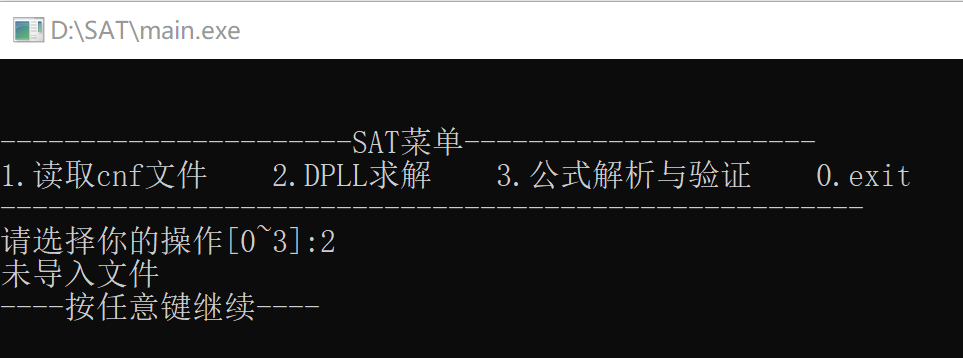 D:\SAT\main.exe
----------------------SAT菜单----------------------
1.读取cnf文件    2.DPLL求解    3.公式解析与验证    0.exit
------------------------------------------------------
请选择你的操作[0~3]:2
未导入文件
----按任意键继续----